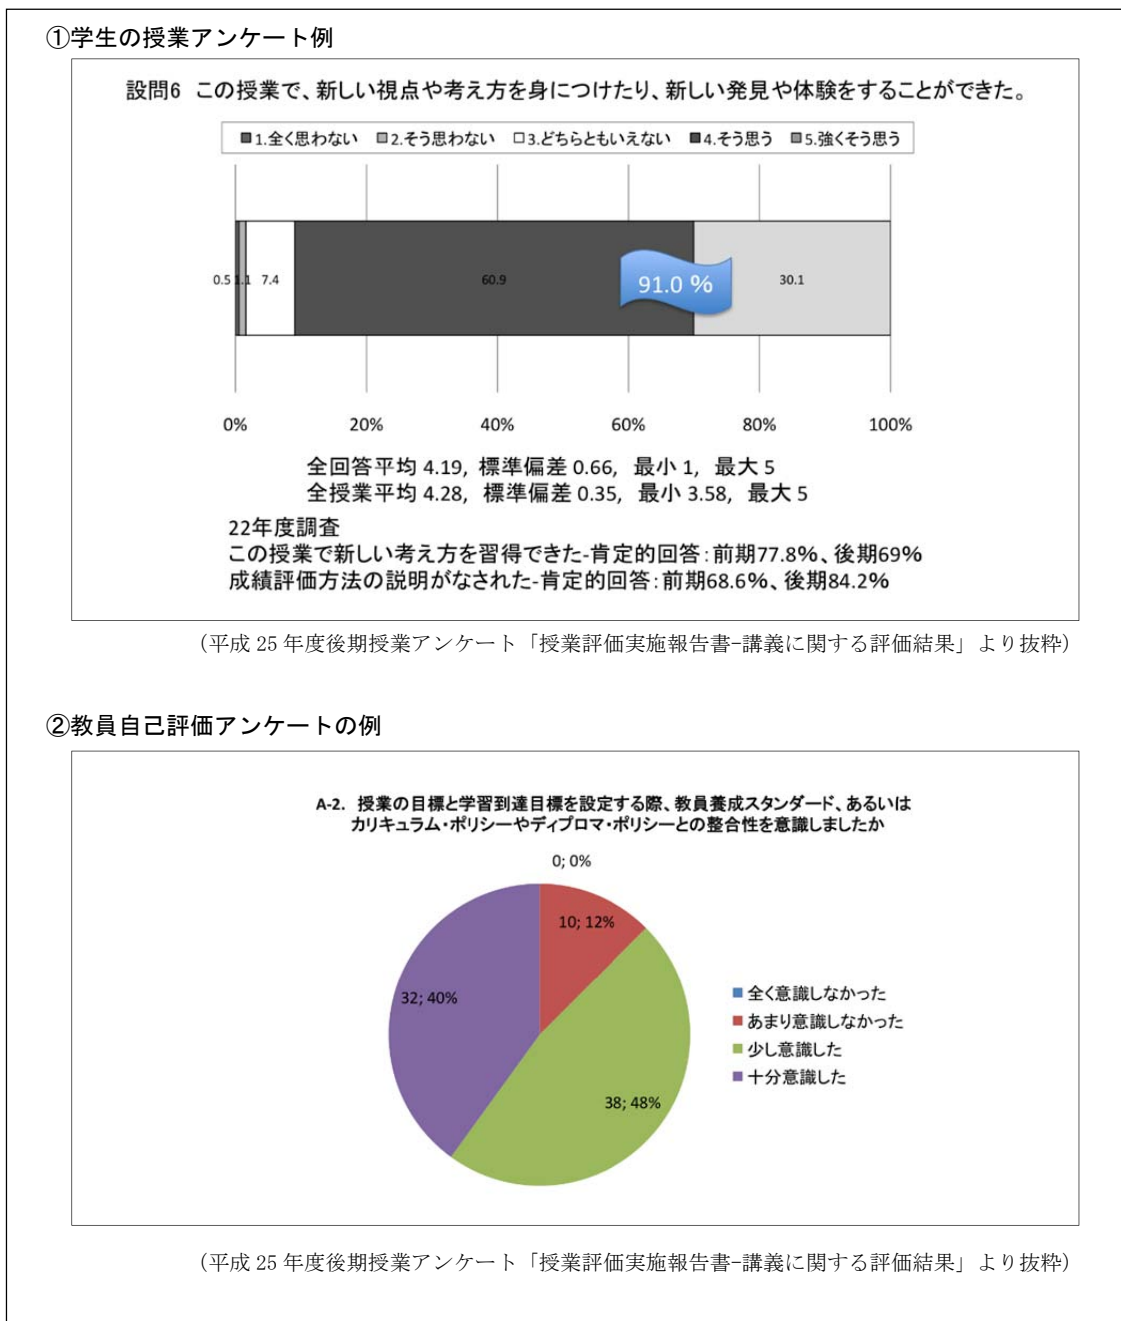 ①学生の授業アンケート例
設問6 この授業で、新しい視点や考え方を身につけたり、新しい発見や体験をすることができた。
■1.全く思わない ■2.そう思わない □3.どちらともいえない ■4.そう思う ■5.強くそう思う
0.5 1.1 7.4 60.9 91.0 % 30.1
0% 20% 40% 60% 80% 100%
全回答平均 4.19, 標準偏差 0.66, 最小 1, 最大 5
全授業平均 4.28, 標準偏差 0.35, 最小 3.58, 最大 5
22年度調査
この授業で新しい考え方を習得できた-肯定的回答:前期77.8%、後期69%
成績評価方法の説明がなされた-肯定的回答:前期68.6%、後期84.2%
(平成 25 年度後期授業アンケート「授業評価実施報告書-講義に関する評価結果」より抜粋)
②教員自己評価アンケートの例
A-2. 授業の目標と学習到達目標を設定する際、教員養成スタンダード、あるいは
カリキュラム・ポリシーやディプロマ・ポリシーとの整合性を意識しましたか
0; 0%
10; 12%
32; 40%
38; 48%
全く意識しなかった
あまり意識しなかった
少し意識した
十分意識した
(平成 25 年度後期授業アンケート「授業評価実施報告書-講義に関する評価結果」より抜粋)